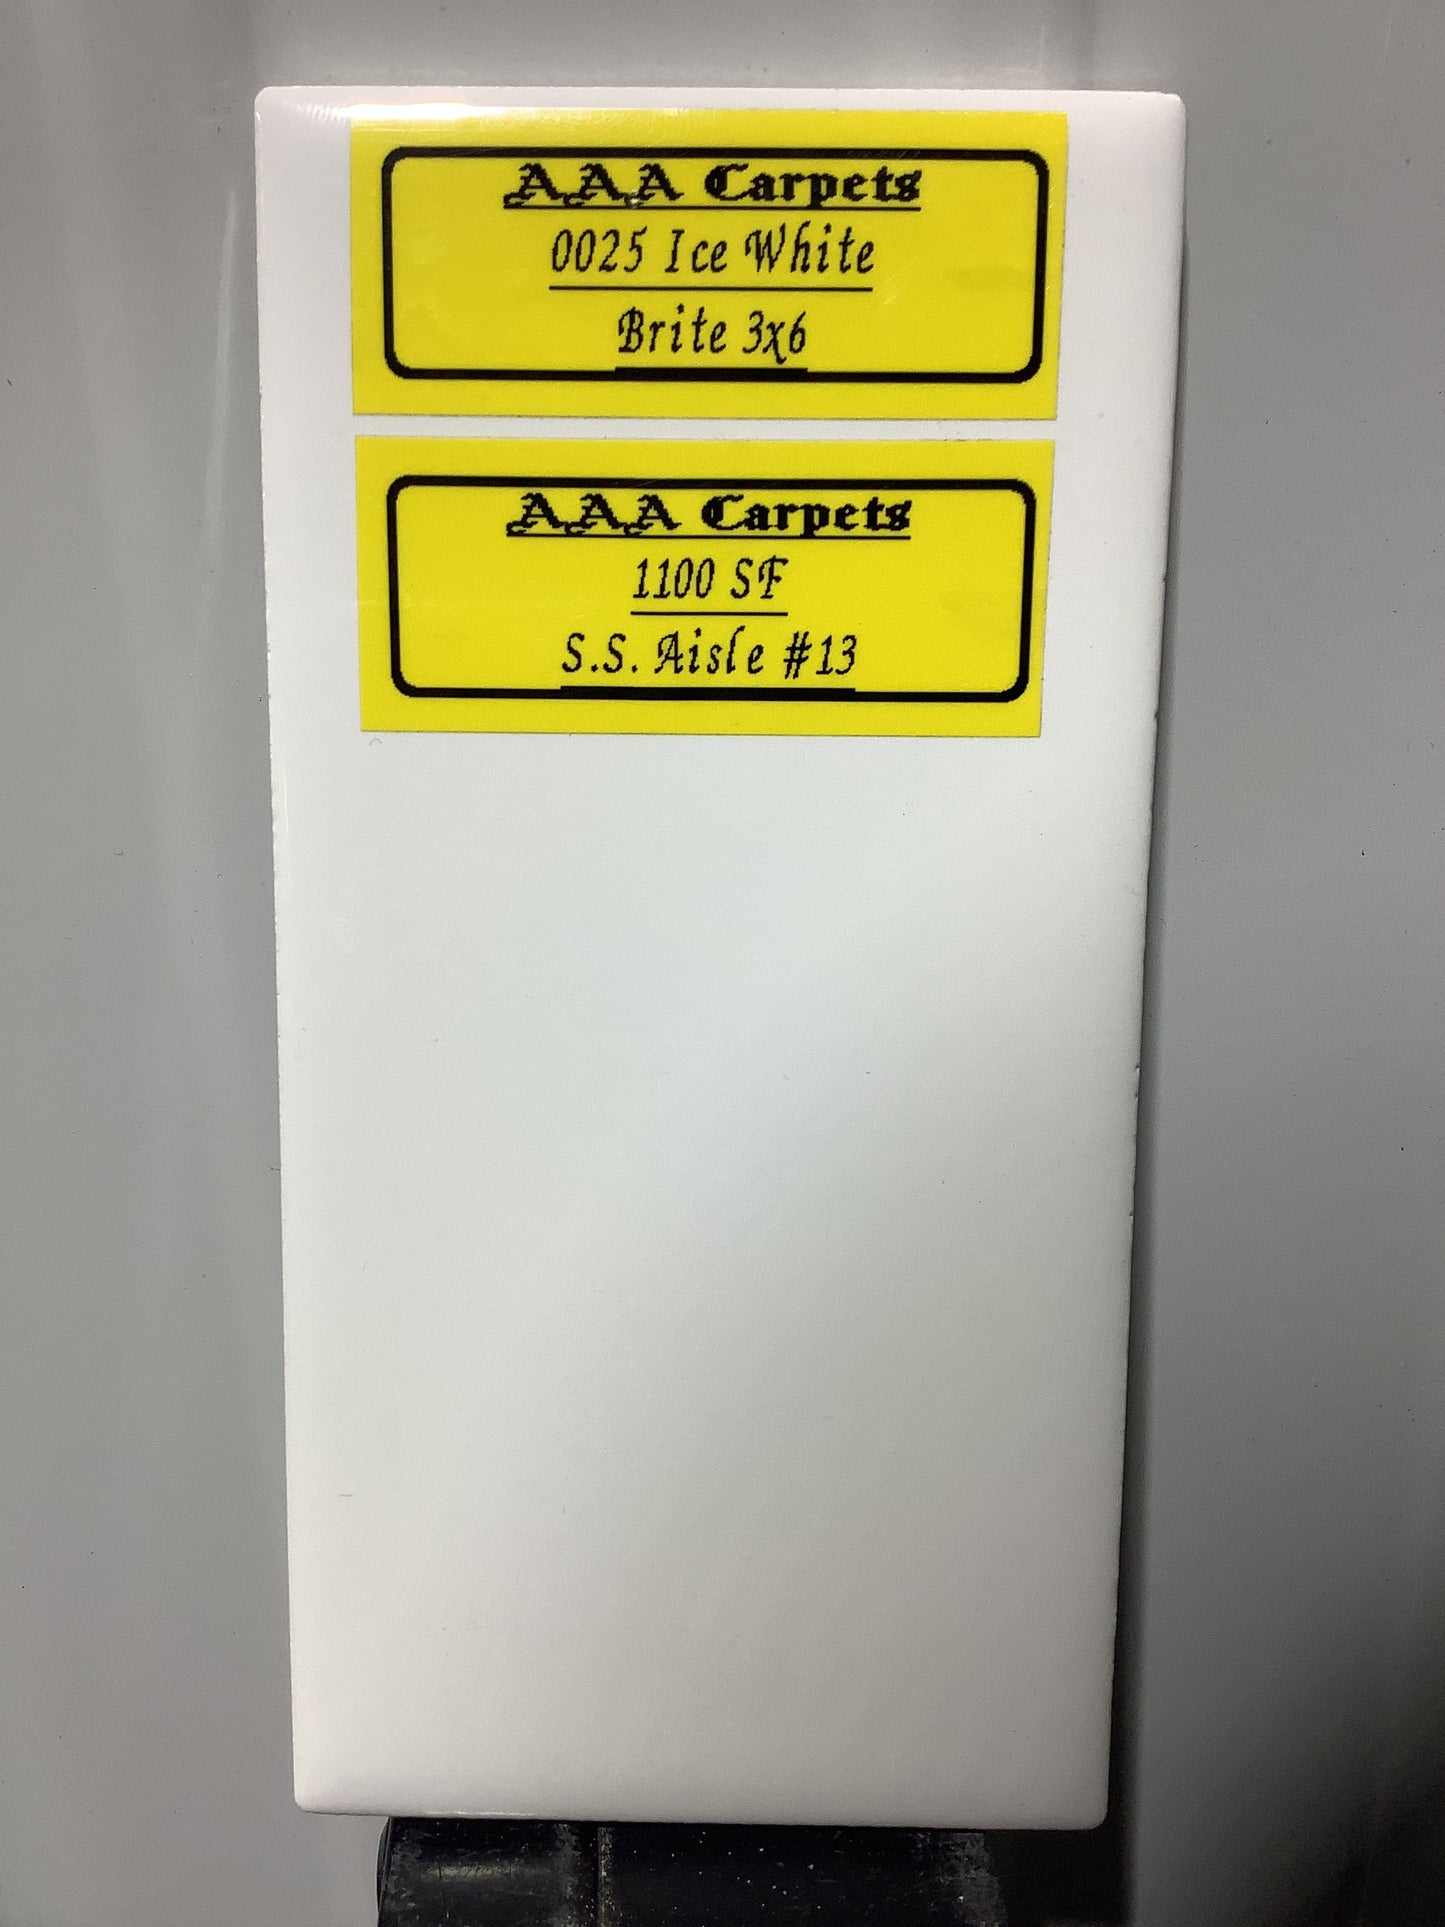 AAA Carpets
0025 Ice White
Brite 3x6
AAA Carpets
1100 SF
S.S. Aisle #13